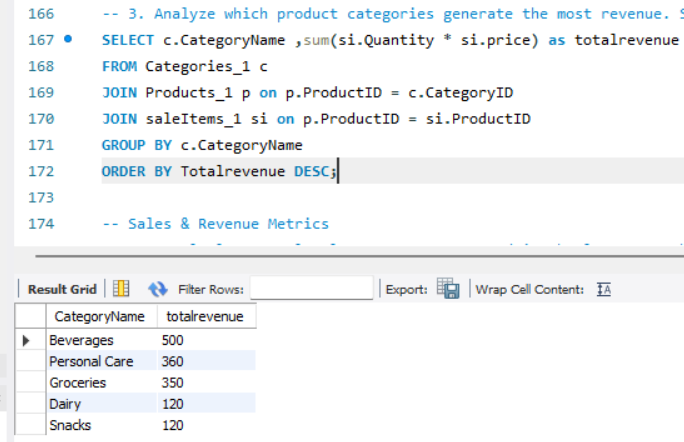 166 -- 3. Analyze which product categories generate the most revenue. S
167 SELECT c.CategoryName ,sum(si.Quantity * si.price) as totalrevenue
168 FROM Categories_1 c
169 JOIN Products_1 p on p.ProductID = c.CategoryID
170 JOIN saleItems_1 si on p.ProductID = si.ProductID
171 GROUP BY c.CategoryName
172 ORDER BY Totalrevenue DESC;
173
174 -- Sales & Revenue Metrics
Result Grid Filter Rows: Export: Wrap Cell Content: IA
CategoryName totalrevenue
Beverages 500
Personal Care 360
Groceries 350
Dairy 120
Snacks 120